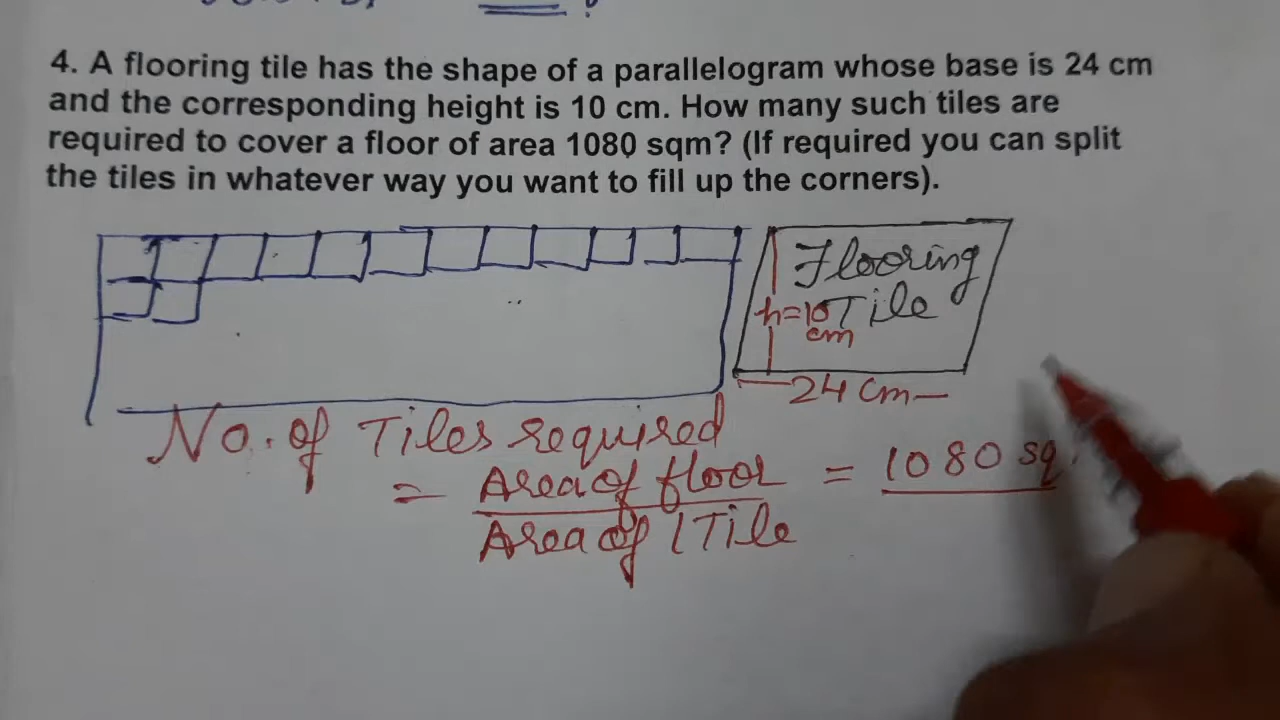 4. A flooring tile has the shape of a parallelogram whose base is 24 cm
and the corresponding height is 10 cm. How many such tiles are
required to cover a floor of area 1080 sqm? (If required you can split
the tiles in whatever way you want to fill up the corners).
Flooring
Tile
h=10
cm
24 cm
No. of Tiles required
= Area of floor = 1080 sq.
Area of 1 Tile